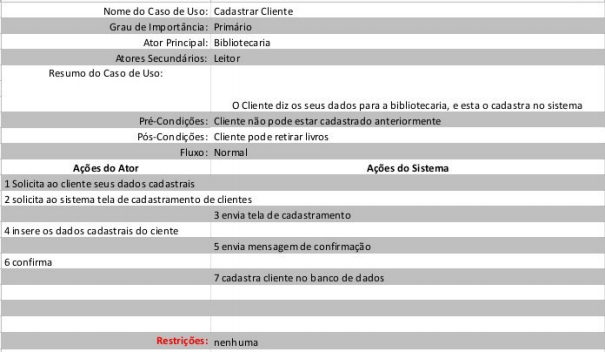 Nome do Caso de Uso: Cadastrar Cliente
Grau de Importância: Primário
Ator Principal: Bibliotecaria
Atores Secundários: Leitor
Resumo do Caso de Uso:
O Cliente diz os seus dados para a bibliotecaria, e esta o cadastra no sistema
Pré-Condições: Cliente não pode estar cadastrado anteriormente
Pós-Condições: Cliente pode retirar livros
Fluxo: Normal
Ações do Ator Ações do Sistema
1 Solicita ao cliente seus dados cadastrais
2 solicita ao sistema tela de cadastramento de clientes
3 envia tela de cadastramento
4 insere os dados cadastrais do ciente
5 envia mensagem de confirmação
6 confirma
7 cadastra cliente no banco de dados
Restrições: nenhuma